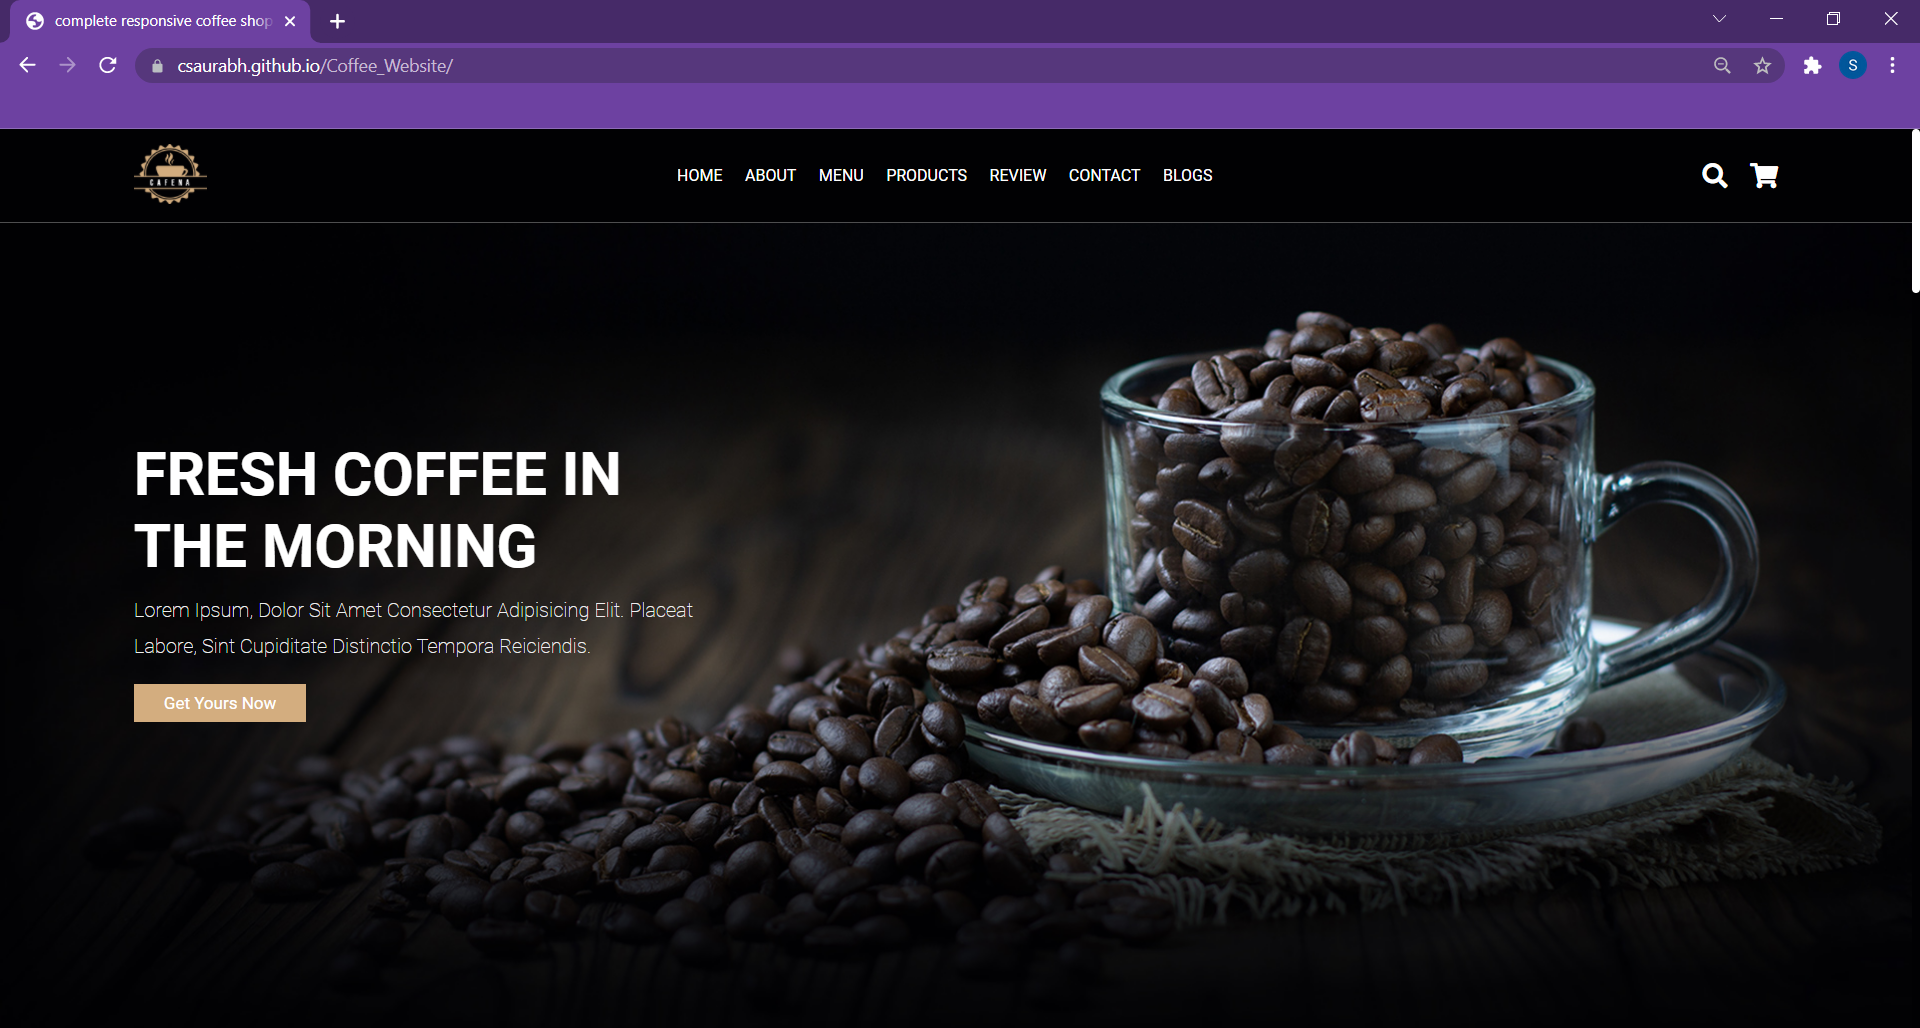 complete responsive coffee shop
csaurabh.github.io/Coffee_Website/
S
CAFENA
HOME ABOUT MENU PRODUCTS REVIEW CONTACT BLOGS
FRESH COFFEE IN
THE MORNING
Lorem Ipsum, Dolor Sit Amet Consectetur Adipisicing Elit. Placeat
Labore, Sint Cupiditate Distinctio Tempora Reiciendis.
Get Yours Now